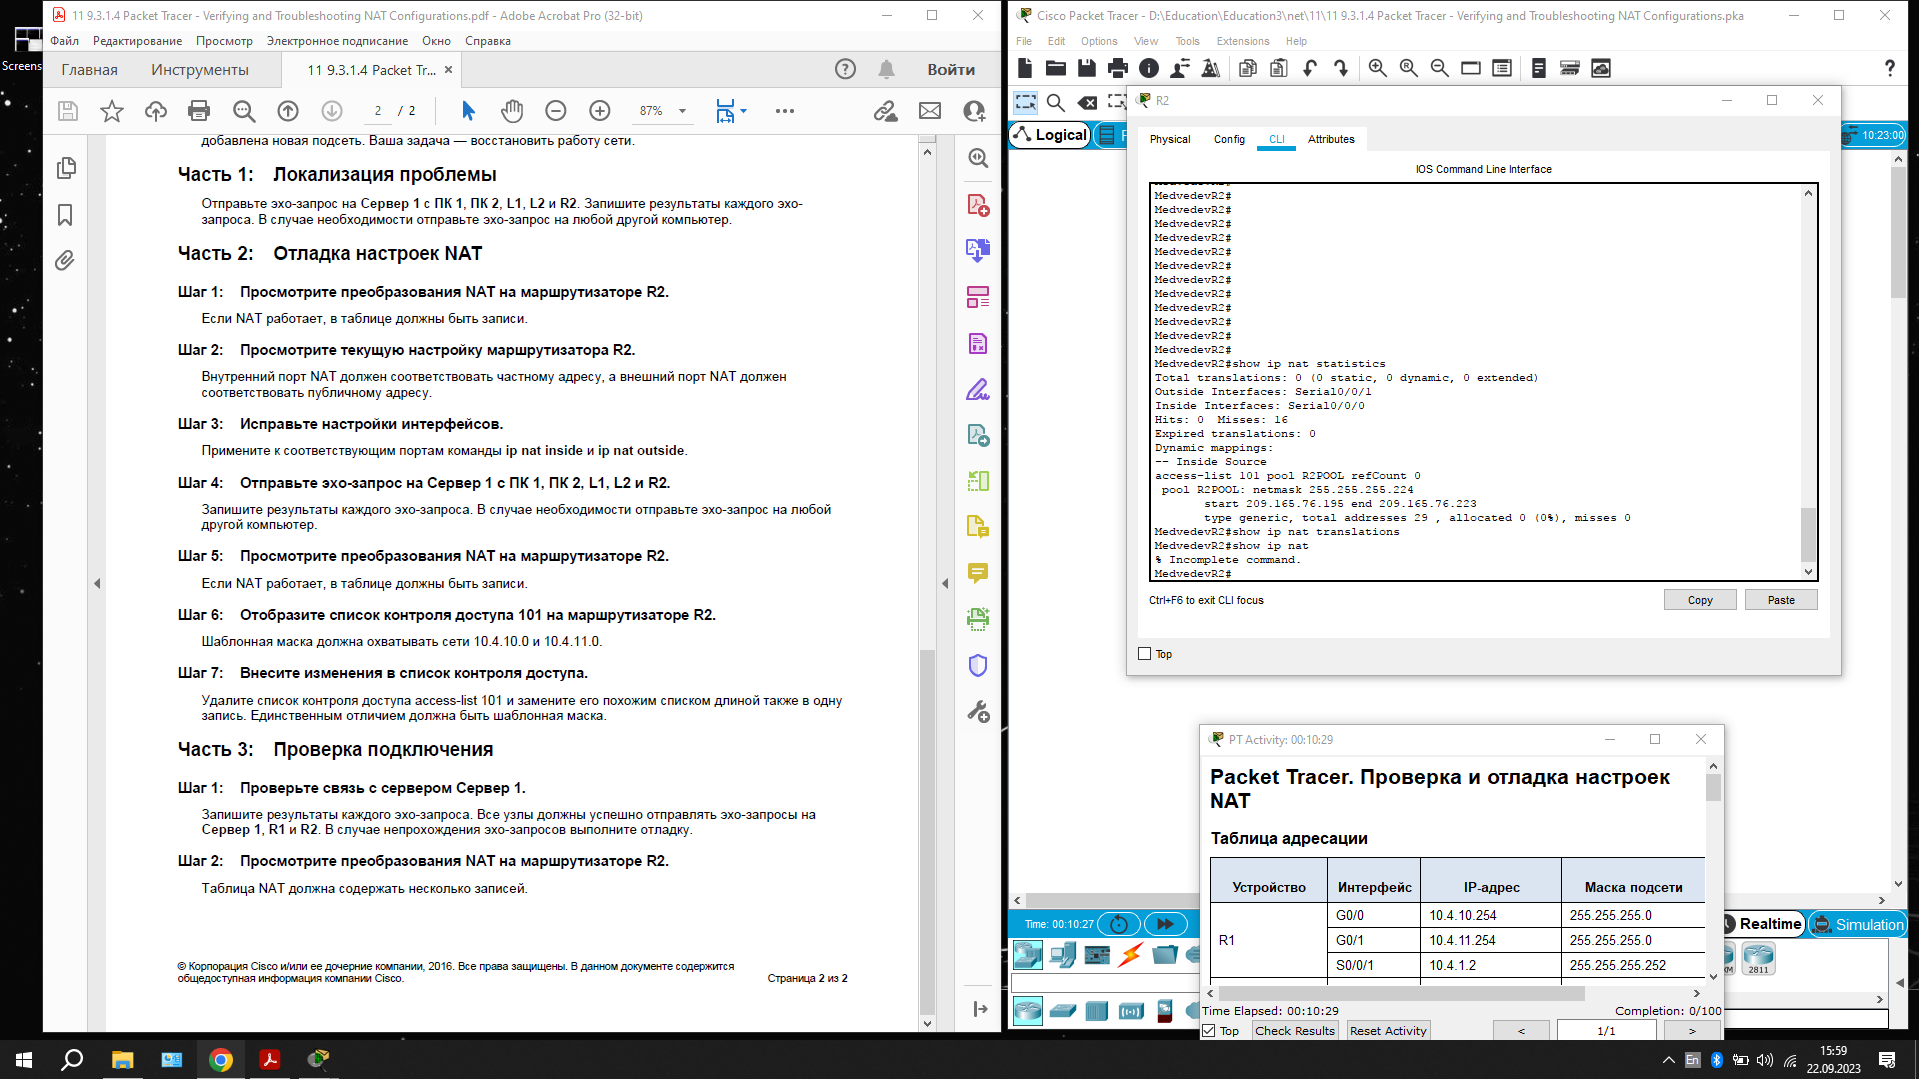 Screens
11 9.3.1.4 Packet Tracer - Verifying and Troubleshooting NAT Configurations.pdf - Adobe Acrobat Pro (32-bit)
Файл Редактирование Просмотр Электронное подписание Окно Справка
Главная Инструменты 11 9.3.1.4 Packet Tr... × Войти
2 / 2 87%
добавлена новая подсеть. Ваша задача — восстановить работу сети.
Часть 1: Локализация проблемы
Отправьте эхо-запрос на Сервер 1 с ПК 1, ПК 2, L1, L2 и R2. Запишите результаты каждого эхо-
запроса. В случае необходимости отправьте эхо-запрос на любой другой компьютер.
Часть 2: Отладка настроек NAT
Шаг 1: Просмотрите преобразования NAT на маршрутизаторе R2.
Если NAT работает, в таблице должны быть записи.
Шаг 2: Просмотрите текущую настройку маршрутизатора R2.
Внутренний порт NAT должен соответствовать частному адресу, а внешний порт NAT должен
соответствовать публичному адресу.
Шаг 3: Исправьте настройки интерфейсов.
Примените к соответствующим портам команды ip nat inside и ip nat outside.
Шаг 4: Отправьте эхо-запрос на Сервер 1 с ПК 1, ПК 2, L1, L2 и R2.
Запишите результаты каждого эхо-запроса. В случае необходимости отправьте эхо-запрос на любой
другой компьютер.
Шаг 5: Просмотрите преобразования NAT на маршрутизаторе R2.
Если NAT работает, в таблице должны быть записи.
Шаг 6: Отобразите список контроля доступа 101 на маршрутизаторе R2.
Шаблонная маска должна охватывать сети 10.4.10.0 и 10.4.11.0.
Шаг 7: Внесите изменения в список контроля доступа.
Удалите список контроля доступа access-list 101 и замените его похожим списком длиной также в одну
запись. Единственным отличием должна быть шаблонная маска.
Часть 3: Проверка подключения
Шаг 1: Проверьте связь с сервером Сервер 1.
Запишите результаты каждого эхо-запроса. Все узлы должны успешно отправлять эхо-запросы на
Сервер 1, R1 и R2. В случае непрохождения эхо-запросов выполните отладку.
Шаг 2: Просмотрите преобразования NAT на маршрутизаторе R2.
Таблица NAT должна содержать несколько записей.
© Корпорация Cisco и/или ее дочерние компании, 2016. Все права защищены. В данном документе содержится
общедоступная информация компании Cisco. Страница 2 из 2
Cisco Packet Tracer - D:\Education\Education3\net\11\11 9.3.1.4 Packet Tracer - Verifying and Troubleshooting NAT Configurations.pka
File Edit Options View Tools Extensions Help
Logical P 10:23:00
R2
Physical Config CLI Attributes
IOS Command Line Interface
MedvedevR2#
MedvedevR2#
MedvedevR2#
MedvedevR2#
MedvedevR2#
MedvedevR2#
MedvedevR2#
MedvedevR2#
MedvedevR2#
MedvedevR2#
MedvedevR2#
MedvedevR2#
MedvedevR2#
MedvedevR2#show ip nat statistics
Total translations: 0 (0 static, 0 dynamic, 0 extended)
Outside Interfaces: Serial0/0/1
Inside Interfaces: Serial0/0/0
Hits: 0 Misses: 16
Expired translations: 0
Dynamic mappings:
-- Inside Source
access-list 101 pool R2POOL refCount 0
pool R2POOL: netmask 255.255.255.224
start 209.165.76.195 end 209.165.76.223
type generic, total addresses 29 , allocated 0 (0%), misses 0
MedvedevR2#show ip nat translations
MedvedevR2#show ip nat
% Incomplete command.
MedvedevR2#
Ctrl+F6 to exit CLI focus Copy Paste
Top
PT Activity: 00:10:29
Packet Tracer. Проверка и отладка настроек
NAT
Таблица адресации
Устройство Интерфейс IP-адрес Маска подсети
R1
G0/0 10.4.10.254 255.255.255.0
G0/1 10.4.11.254 255.255.255.0
S0/0/1 10.4.1.2 255.255.255.252
Time Elapsed: 00:10:29 Completion: 0/100
Top Check Results Reset Activity < 1/1 >
Time: 00:10:27
Realtime Simulation
XM 2811
En
15:59
22.09.2023